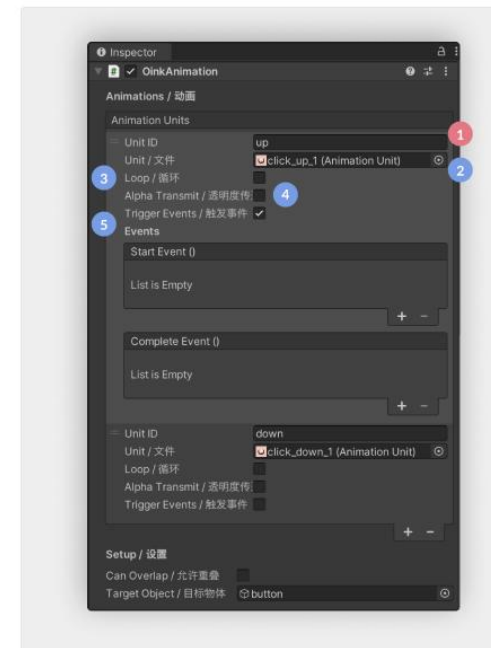 Inspector
# OinkAnimation
Animations / 动画
Animation Units
Unit ID up 1
Unit / 文件 click_up_1 (Animation Unit) 2
3 Loop / 循环
Alpha Transmit / 透明度传 4
5 Trigger Events / 触发事件
Events
Start Event ()
List is Empty
+ -
Complete Event ()
List is Empty
+ -
Unit ID down
Unit / 文件 click_down_1 (Animation Unit)
Loop / 循环
Alpha Transmit / 透明度传
Trigger Events / 触发事件
+ -
Setup / 设置
Can Overlap / 允许重叠
Target Object / 目标物体 button